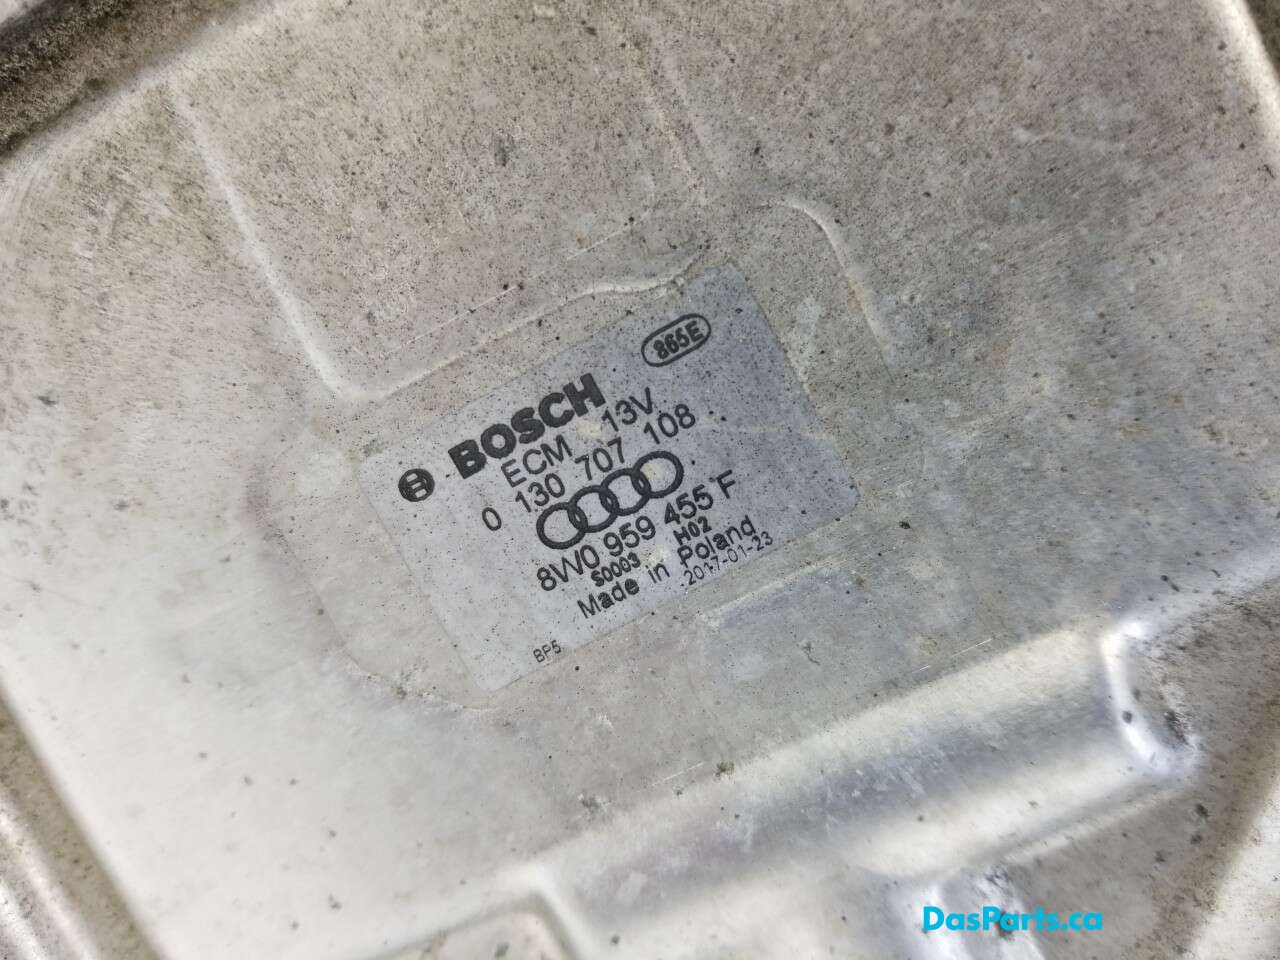 865E
BOSCH
ECM 13V
0 130 707 108
8W0 959 455 F
S0003 H02
Made in Poland
2017-01-23
BP5
DasParts.ca